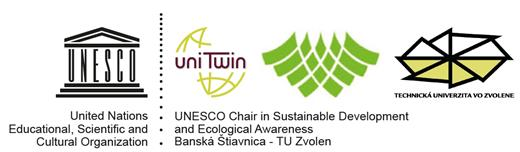 UNESCO
uniTwin
TECHNICKÁ UNIVERZITA VO ZVOLENE
United Nations
Educational, Scientific and
Cultural Organization
UNESCO Chair in Sustainable Development
and Ecological Awareness
Banská Štiavnica - TU Zvolen